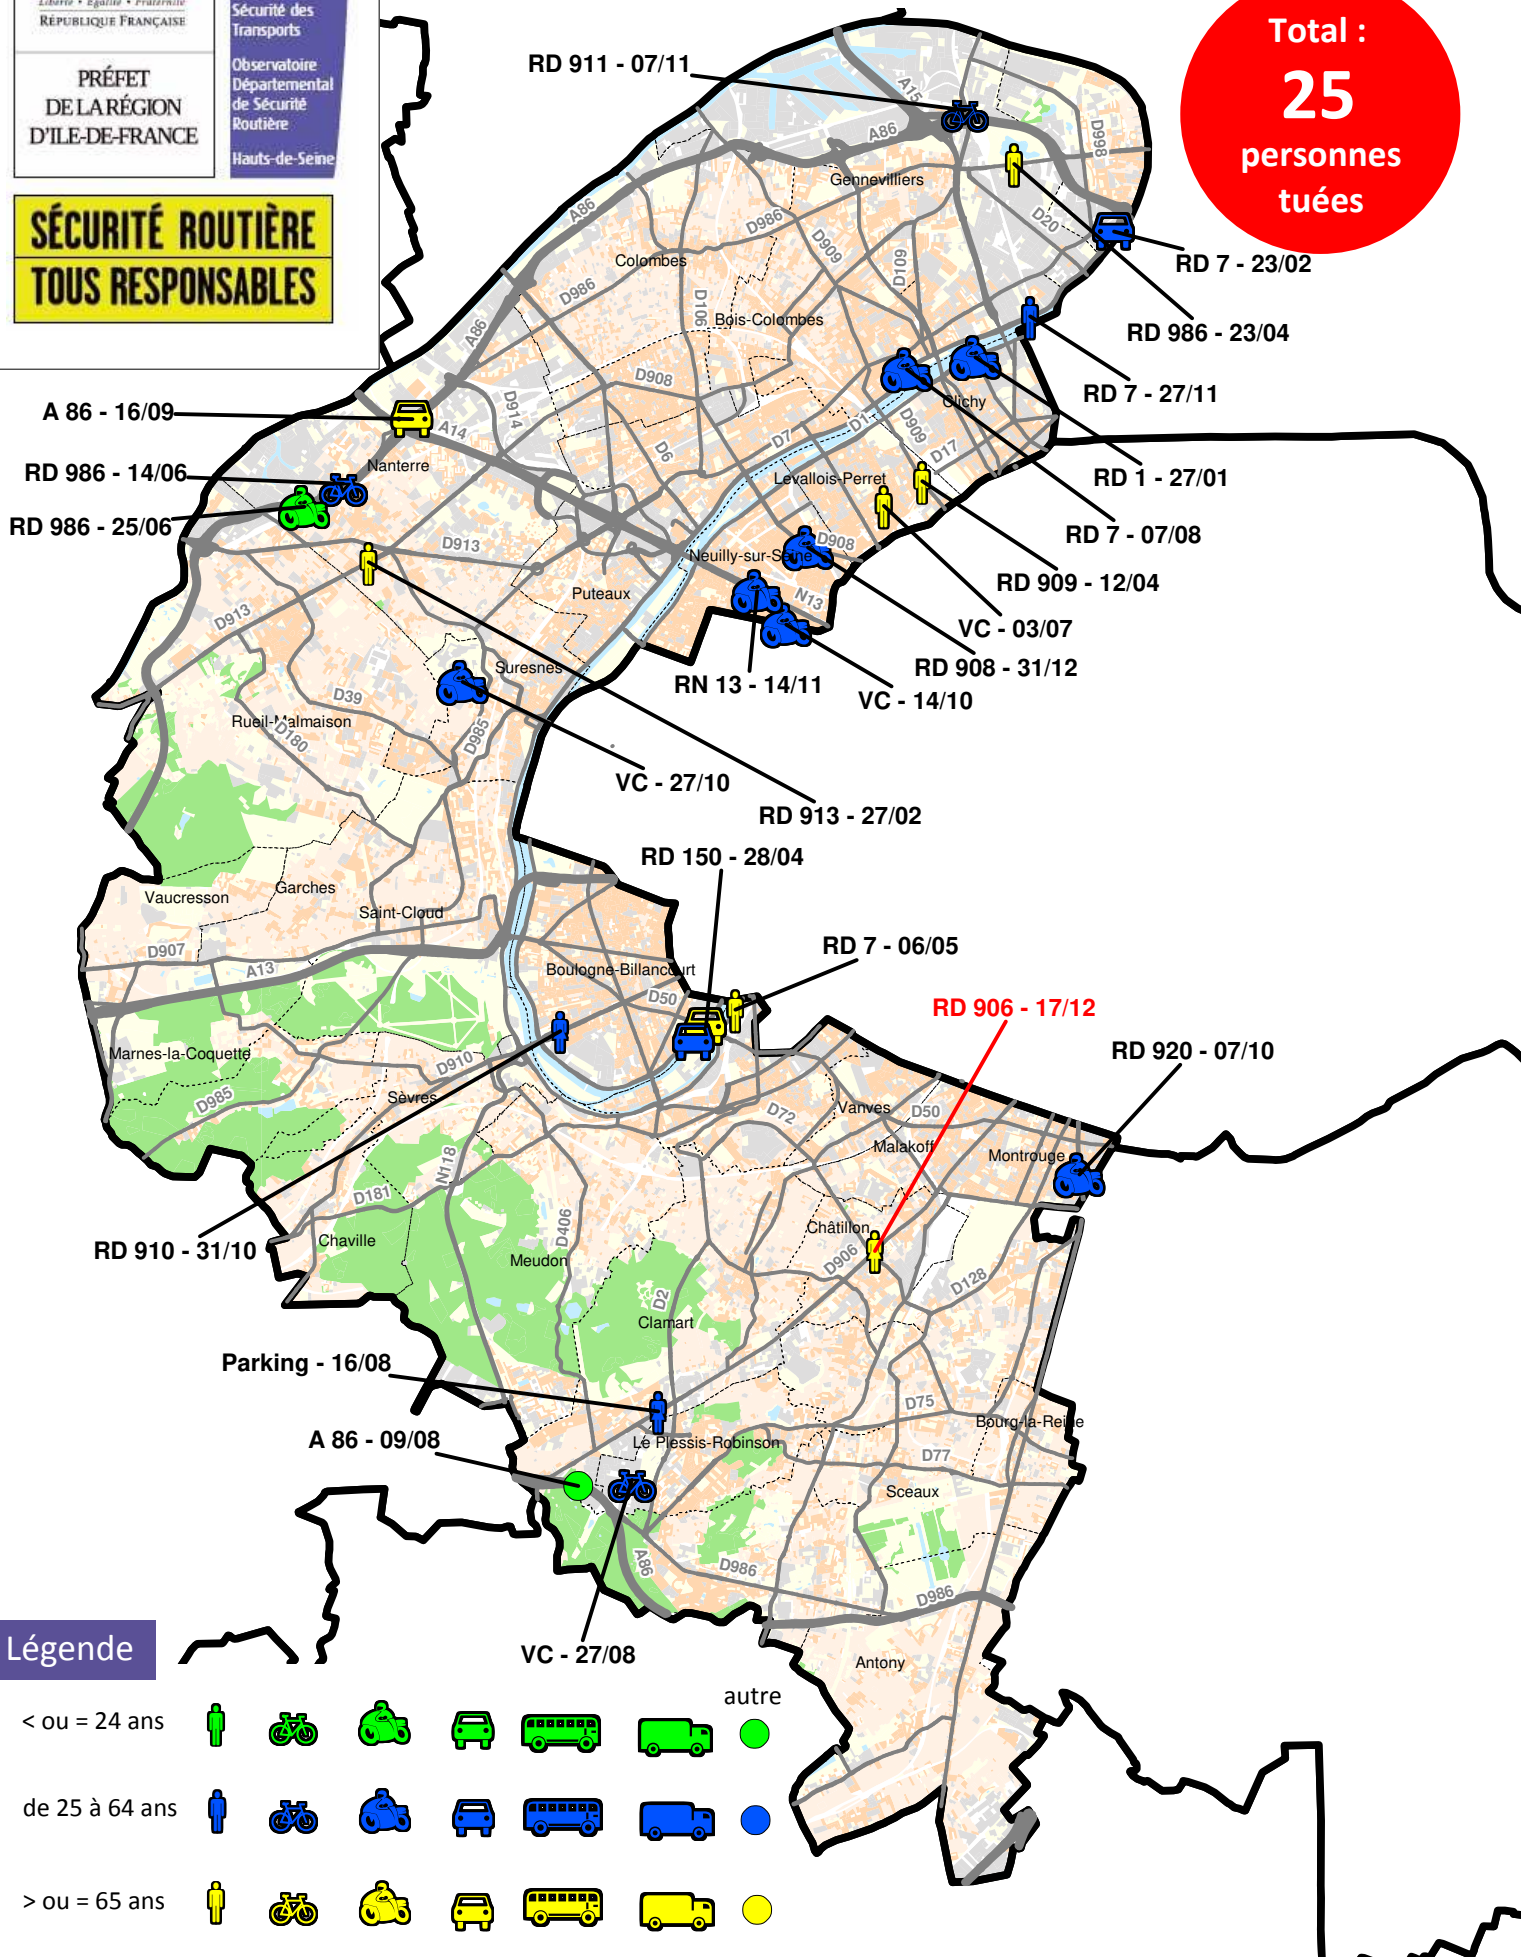 Liberté • Égalité • Fraternité
RÉPUBLIQUE FRANÇAISE
PRÉFET
DE LA RÉGION
D'ILE-DE-FRANCE
Sécurité des
Transports
Observatoire
Départemental
de Sécurité
Routière
Hauts-de-Seine
SÉCURITÉ ROUTIÈRE
TOUS RESPONSABLES
Total :
25
personnes
tuées
RD 911 - 07/11
A15
A86
D998
Gennevilliers
D20
A86
D986
D909
D109
Colombes
RD 7 - 23/02
D986
D106
Bois-Colombes
RD 986 - 23/04
A86
D908
D914
Clichy
RD 7 - 27/11
A 86 - 16/09
A14
D1
D909
D7
D6
D17
Nanterre
RD 986 - 14/06
Levallois-Perret
RD 1 - 27/01
RD 986 - 25/06
RD 7 - 07/08
D913
D908
Neuilly-sur-Seine
RD 909 - 12/04
Puteaux
N13
D913
VC - 03/07
RD 908 - 31/12
Suresnes
RN 13 - 14/11
VC - 14/10
D39
Rueil-Malmaison
D180
D985
VC - 27/10
RD 913 - 27/02
RD 150 - 28/04
Garches
Vaucresson
Saint-Cloud
D907
RD 7 - 06/05
A13
Boulogne-Billancourt
D50
RD 906 - 17/12
Marnes-la-Coquette
RD 920 - 07/10
D910
D985
Sèvres
D72
Vanves
D50
Malakoff
Montrouge
N118
D181
Châtillon
RD 910 - 31/10
Chaville
D406
Meudon
D906
D128
D2
Clamart
Parking - 16/08
D75
Bourg-la-Reine
A 86 - 09/08
Le Plessis-Robinson
D77
Sceaux
A86
D986
D986
Légende
VC - 27/08
Antony
autre
< ou = 24 ans
de 25 à 64 ans
> ou = 65 ans